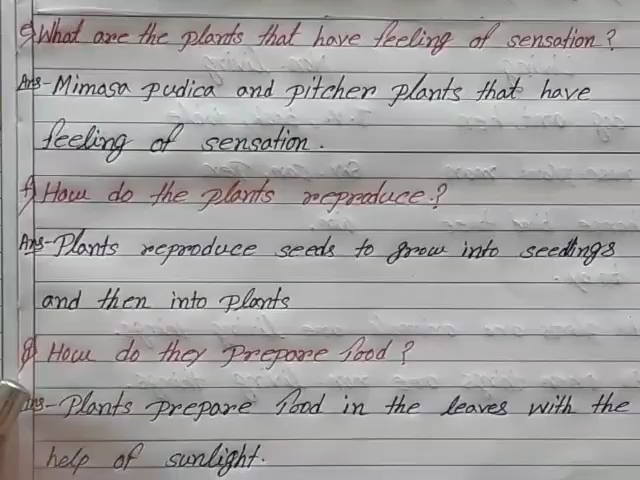 e) What are the plants that have feeling of sensation?
Ans- Mimasa pudica and pitcher plants that have
feeling of sensation.
f) How do the plants reproduce.?
Ans- Plants reproduce seeds to grow into seedlings
and then into plants
g) How do they prepare food?
Ans- Plants prepare food in the leaves with the
help of sunlight.